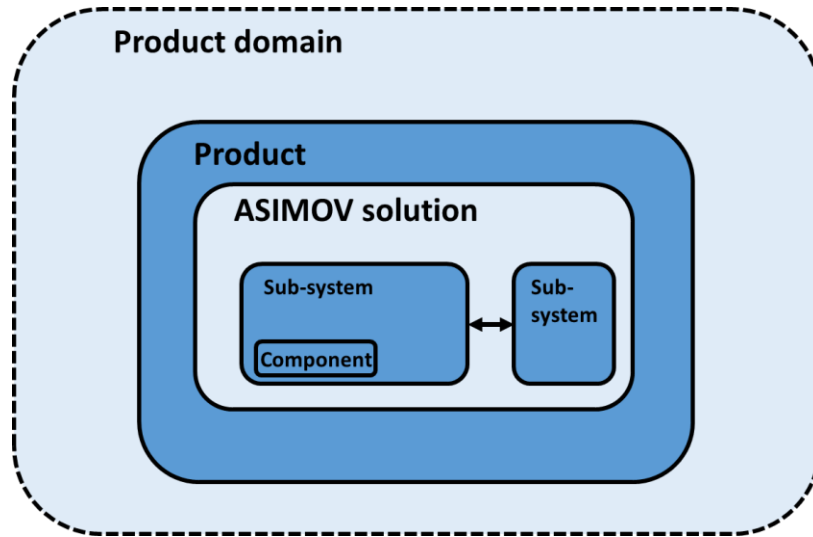 Product domain
Product
ASIMOV solution
Sub-system
Sub-
system
Component